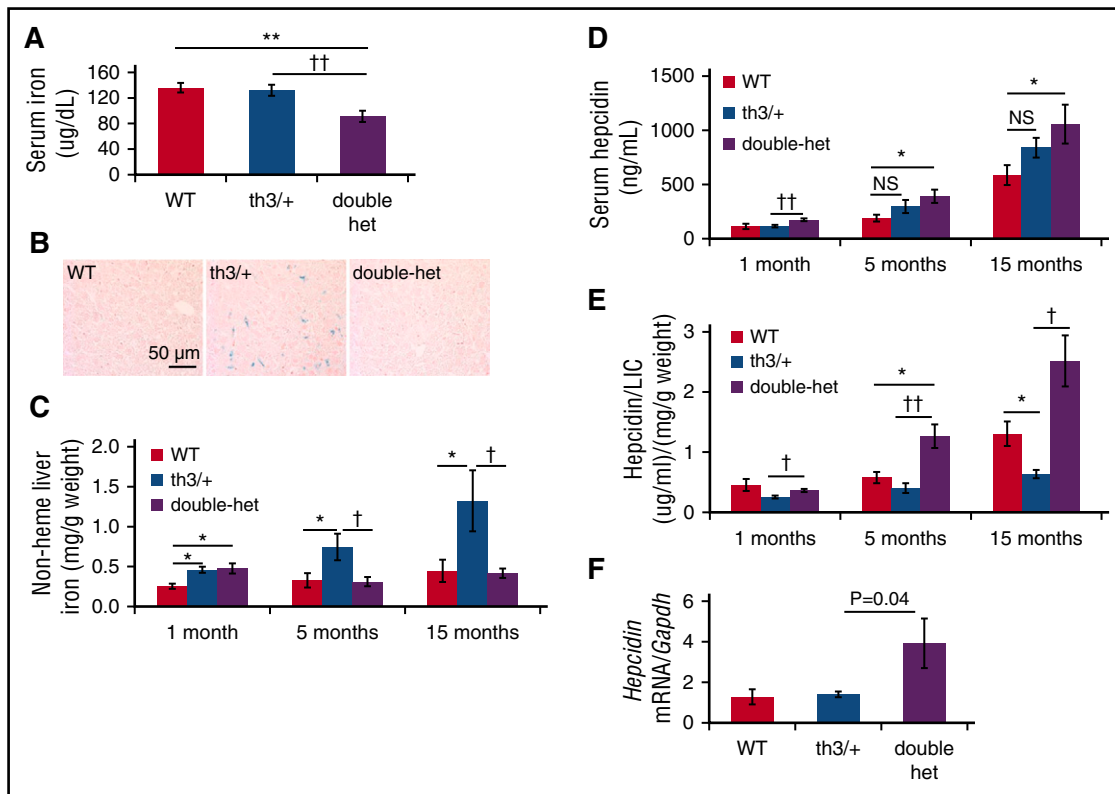 A
**
††
Serum iron
(ug/dL)
160
120
80
40
0
WT
th3/+
double
het
B
WT
th3/+
double-het
50 µm
C
Non-heme liver
iron (mg/g weight)
2.0
1.5
1.0
0.5
0.0
WT
th3/+
double-het
*
*
*
†
*
†
1 month
5 months
15 months
D
Serum hepcidin
(ng/mL)
1500
1000
500
0
WT
th3/+
double-het
††
*
NS
*
NS
1 month
5 months
15 months
E
Hepcidin/LIC
(ug/ml)/(mg/g weight)
3
2
1
0
WT
th3/+
double-het
†
*
††
†
*
1 months
5 months
15 months
F
Hepcidin
mRNA/Gapdh
6
4
2
0
P=0.04
WT
th3/+
double
het